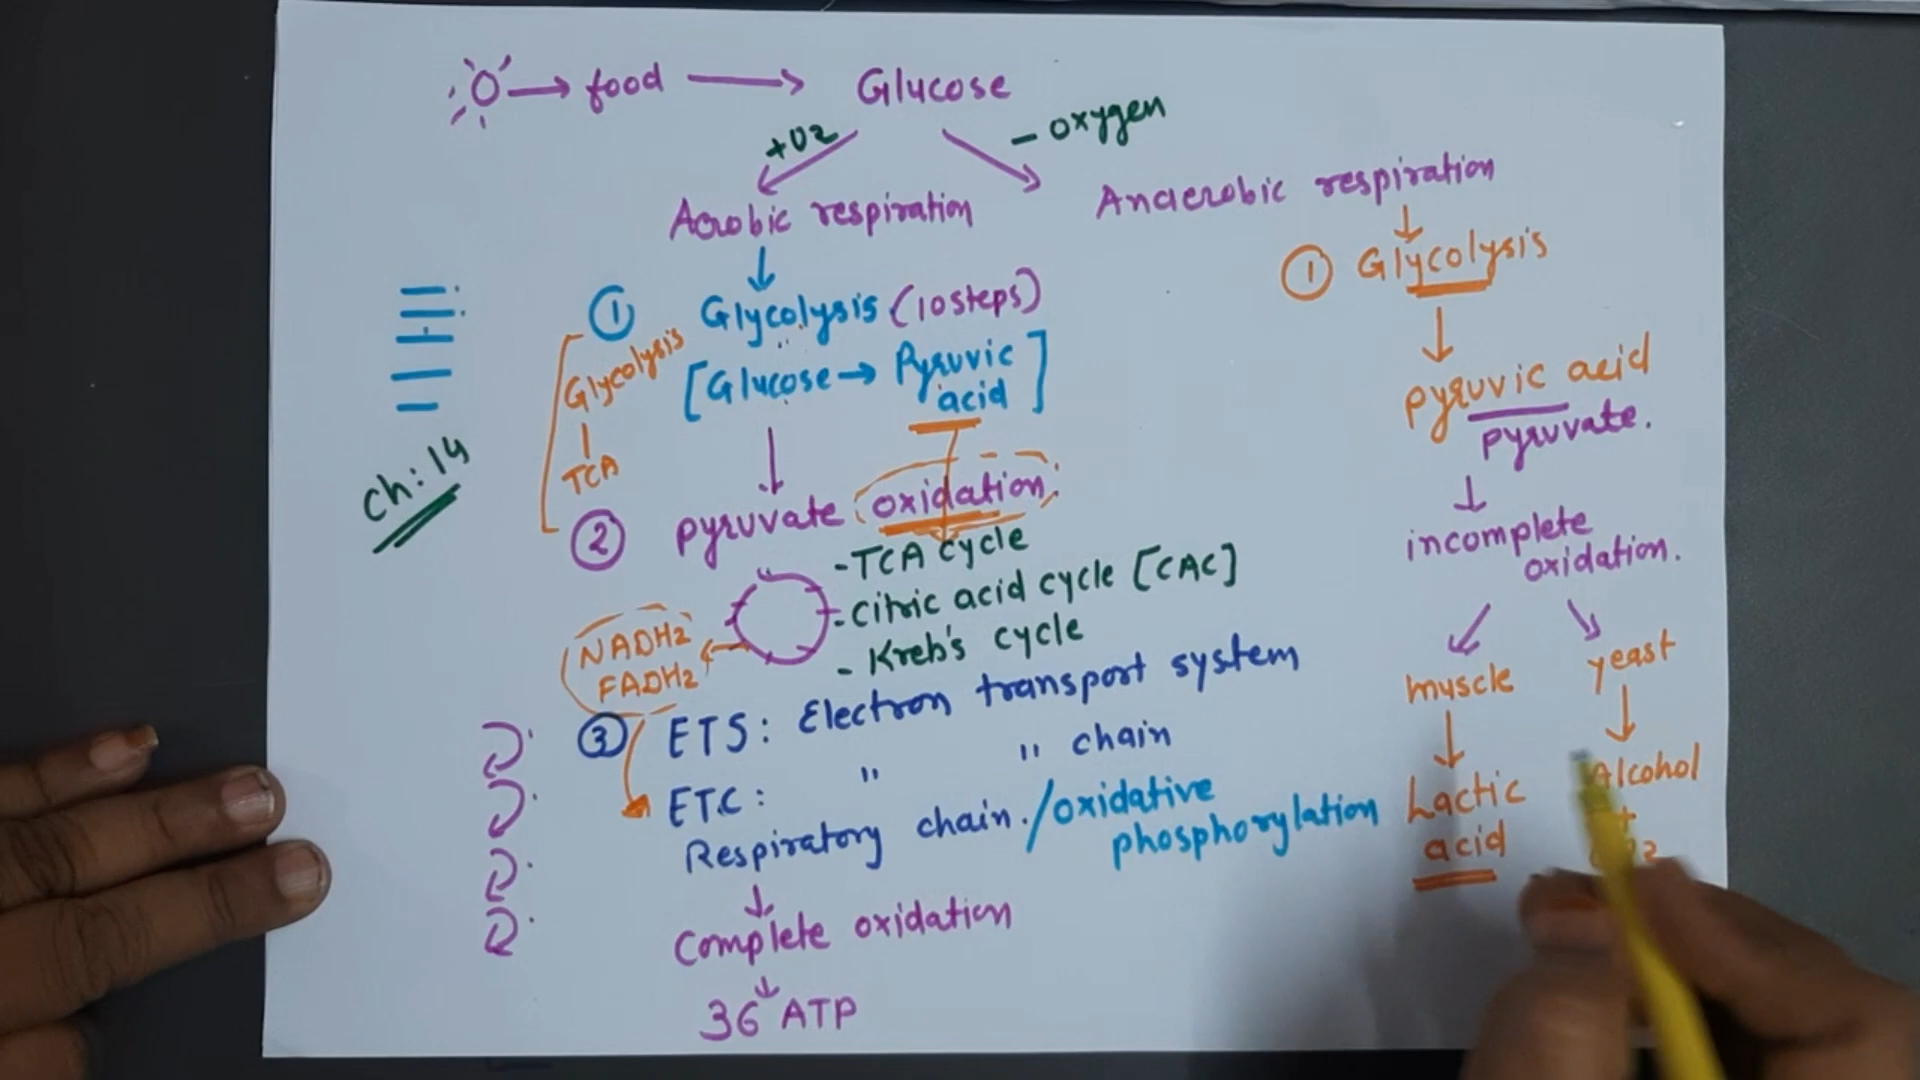 → food → Glucose
+O2
- oxygen
Aerobic respiration
Anaerobic respiration
① Glycolysis (10 steps)
[Glucose → Pyruvic acid]
Glycolysis
TCA
Ch: 14
② pyruvate oxidation
- TCA cycle
- Citric acid cycle [CAC]
- Kreb's cycle
NADH2
FADH2
③ ETS: Electron transport system
ETC: " " chain
Respiratory chain. / oxidative
phosphorylation
Complete oxidation
36 ATP
① Glycolysis
pyruvic acid
pyruvate.
incomplete
oxidation.
muscle
Lactic
acid
yeast
Alcohol
+